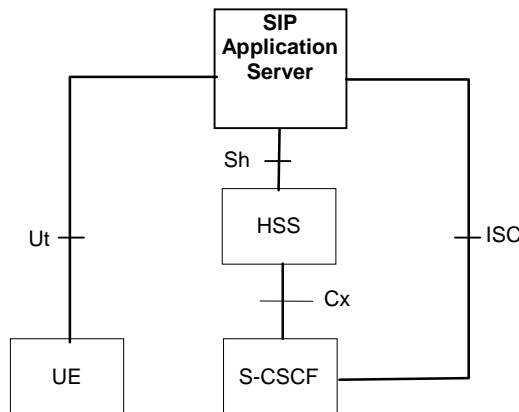 SIP
Application
Server
Sh
Ut
HSS
ISC
Cx
UE
S-CSCF